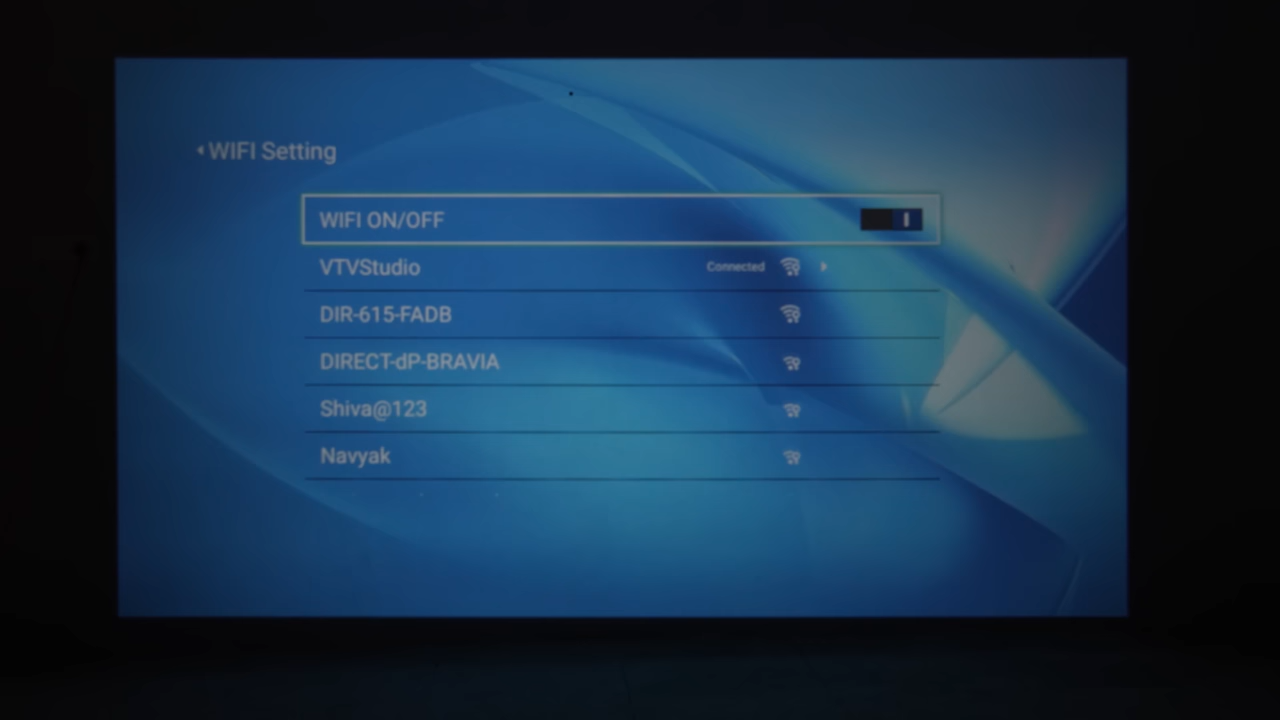 WIFI Setting
WIFI ON/OFF
VTVStudio Connected
DIR-615-FADB
DIRECT-dP-BRAVIA
Shiva@123
Navyak